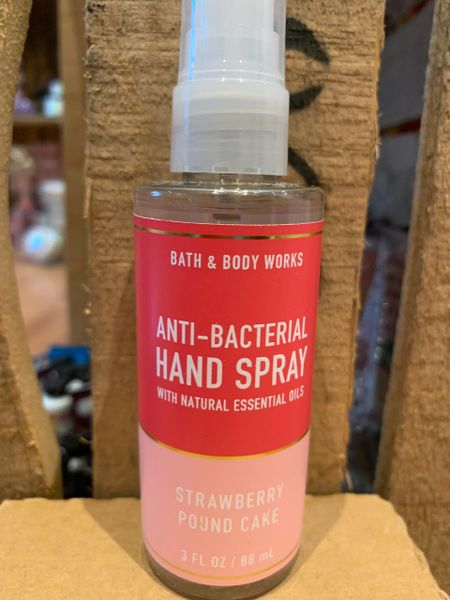 BATH & BODY WORKS
ANTI-BACTERIAL
HAND SPRAY
WITH NATURAL ESSENTIAL OILS
STRAWBERRY
POUND CAKE
3 FL OZ / 88 mL